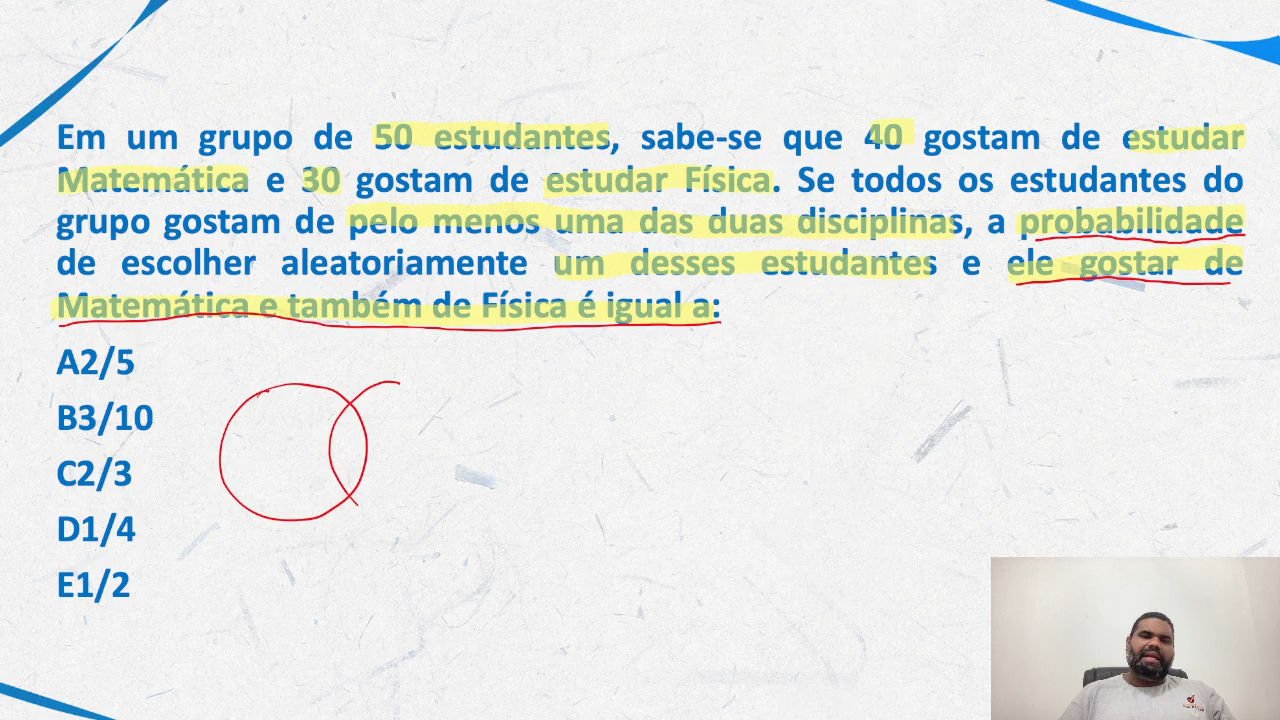 Em um grupo de 50 estudantes, sabe-se que 40 gostam de estudar
Matemática e 30 gostam de estudar Física. Se todos os estudantes do
grupo gostam de pelo menos uma das duas disciplinas, a probabilidade
de escolher aleatoriamente um desses estudantes e ele gostar de
Matemática e também de Física é igual a:
A2/5
B3/10
C2/3
D1/4
E1/2